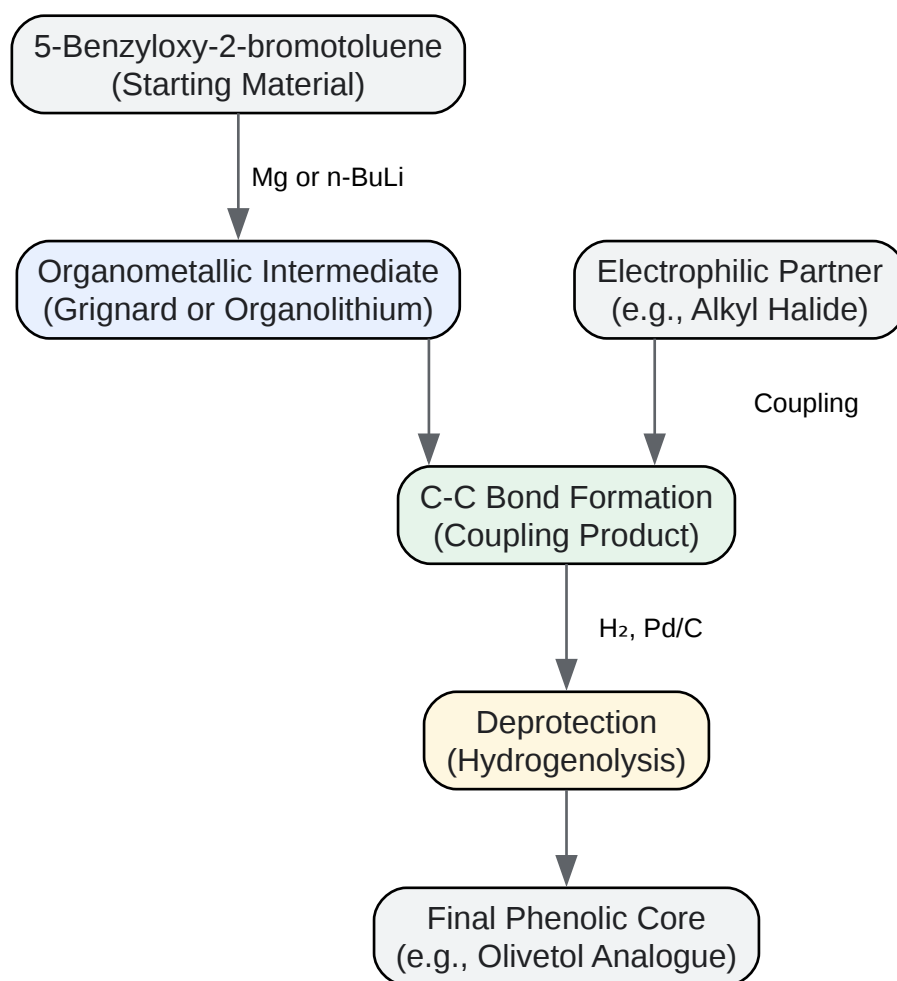 5-Benzyloxy-2-bromotoluene
(Starting Material)
Mg or n-BuLi
Organometallic Intermediate
(Grignard or Organolithium)
Electrophilic Partner
(e.g., Alkyl Halide)
Coupling
C-C Bond Formation
(Coupling Product)
H₂, Pd/C
Deprotection
(Hydrogenolysis)
Final Phenolic Core
(e.g., Olivetol Analogue)